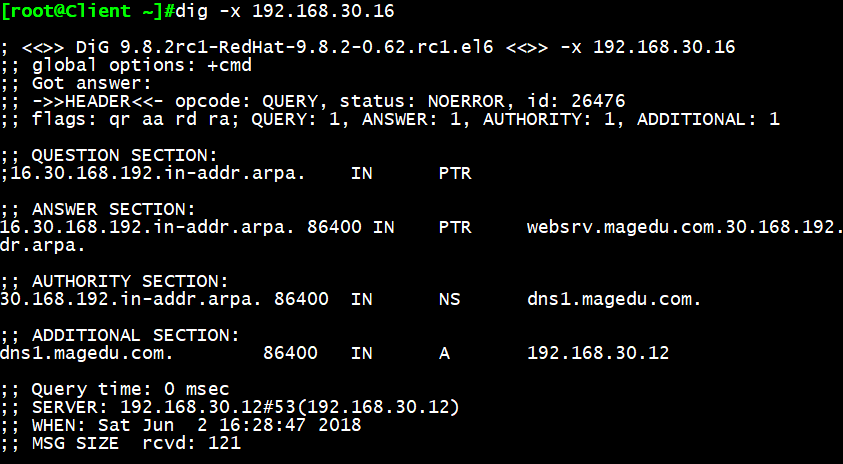 [root@Client ~]#dig -x 192.168.30.16
; <<>> DiG 9.8.2rc1-RedHat-9.8.2-0.62.rc1.el6 <<>> -x 192.168.30.16
;; global options: +cmd
;; Got answer:
;; ->>HEADER<<- opcode: QUERY, status: NOERROR, id: 26476
;; flags: qr aa rd ra; QUERY: 1, ANSWER: 1, AUTHORITY: 1, ADDITIONAL: 1
;; QUESTION SECTION:
;16.30.168.192.in-addr.arpa. IN PTR
;; ANSWER SECTION:
16.30.168.192.in-addr.arpa. 86400 IN PTR websrv.magedu.com.30.168.192.
dr.arpa.
;; AUTHORITY SECTION:
30.168.192.in-addr.arpa. 86400 IN NS dns1.magedu.com.
;; ADDITIONAL SECTION:
dns1.magedu.com. 86400 IN A 192.168.30.12
;; Query time: 0 msec
;; SERVER: 192.168.30.12#53(192.168.30.12)
;; WHEN: Sat Jun 2 16:28:47 2018
;; MSG SIZE rcvd: 121